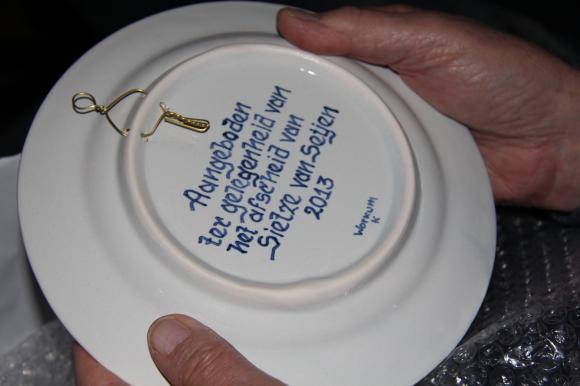 Aangeboden
ter gelegenheid van
het afscheid van
Sietze van Seijen
2013
Workum
K